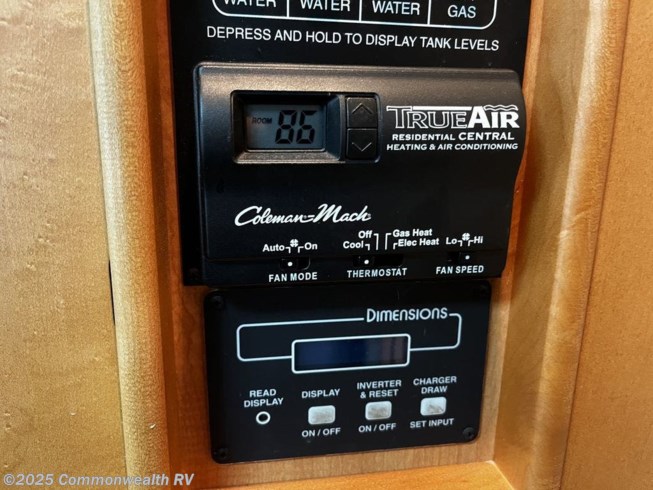 WATER WATER WATER GAS
DEPRESS AND HOLD TO DISPLAY TANK LEVELS
ROOM 86
TRUEAIR
RESIDENTIAL CENTRAL
HEATING & AIR CONDITIONING
Coleman-Mach
Auto On
FAN MODE
Off
Cool
Gas Heat
Elec Heat
THERMOSTAT
Lo Hi
FAN SPEED
DIMENSIONS
READ
DISPLAY
DISPLAY
ON / OFF
INVERTER
& RESET
ON / OFF
CHARGER
DRAW
SET INPUT
©2025 Commonwealth RV